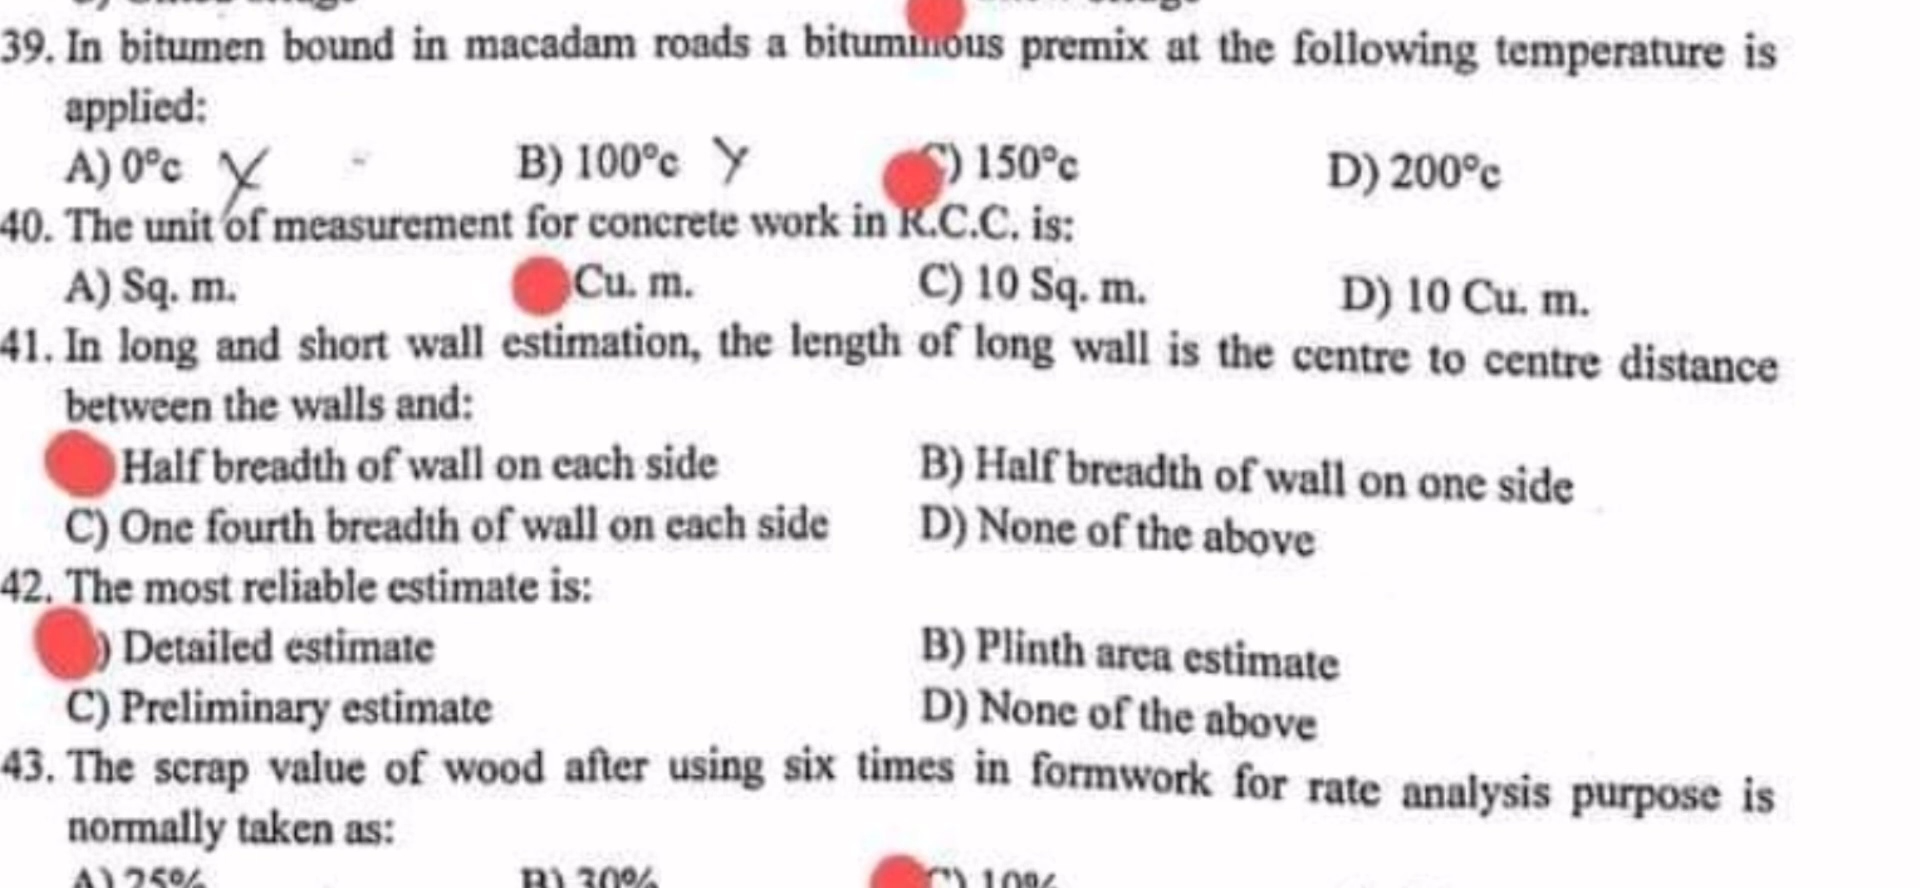 39. In bitumen bound in macadam roads a bituminous premix at the following temperature is
applied:
A) 0°c B) 100°c C) 150°c D) 200°c
40. The unit of measurement for concrete work in R.C.C. is:
A) Sq. m. Cu. m. C) 10 Sq. m. D) 10 Cu. m.
41. In long and short wall estimation, the length of long wall is the centre to centre distance
between the walls and:
Half breadth of wall on each side B) Half breadth of wall on one side
C) One fourth breadth of wall on each side D) None of the above
42. The most reliable estimate is:
) Detailed estimate B) Plinth area estimate
C) Preliminary estimate D) None of the above
43. The scrap value of wood after using six times in formwork for rate analysis purpose is
normally taken as:
A) 25% B) 30% C) 10%